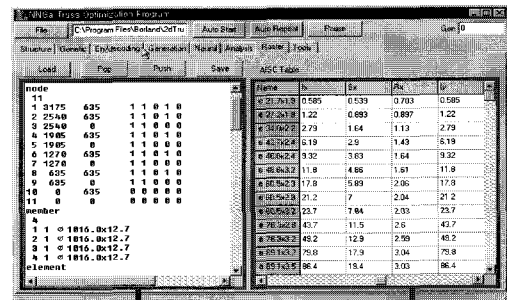 NNGa Truss Optimization Program
File C:\Program Files\Borland\2dTru Auto Start Auto Repeat Pause Gen 0
Structure Genetic En/Decoding Generation Neural Analysis Raster Tools
Load Pop Push Save AISC Table
node
11
1 3175 635 1 1 0 1 0
2 2540 635 1 1 0 1 0
3 2540 0 1 1 0 0 0
4 1905 635 1 1 0 1 0
5 1905 0 1 1 0 0 0
6 1270 635 1 1 0 1 0
7 1270 0 1 1 0 0 0
8 635 635 1 1 0 1 0
9 635 0 1 1 0 0 0
10 0 635 0 0 0 0 0
11 0 0 0 0 0 0 0
member
4
1 1 ⌀1016.0x12.7
2 1 ⌀1016.0x12.7
3 1 ⌀1016.0x12.7
4 1 ⌀1016.0x12.7
element
Name Ix Sx Rx Iy
0.585 0.539 0.703 0.585
1.22 0.893 0.897 1.22
2.79 1.64 1.13 2.79
6.19 2.9 1.43 6.19
9.32 3.83 1.64 9.32
11.8 4.86 1.61 11.8
17.8 5.89 2.06 17.8
21.2 7 2.04 21.2
23.7 7.84 2.03 23.7
43.7 11.5 2.6 43.7
49.2 12.9 2.59 49.2
79.8 17.9 3.04 79.8
86.4 19.4 3.03 86.4